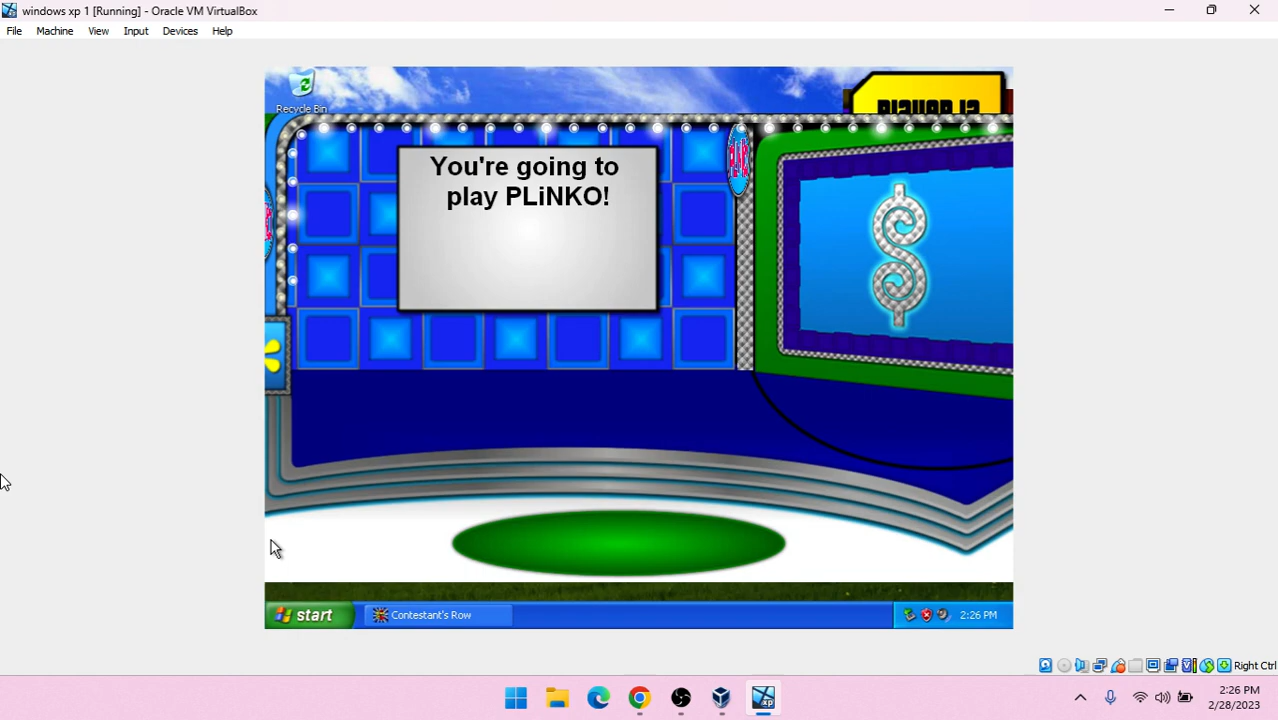 windows xp 1 [Running] - Oracle VM VirtualBox
File Machine View Input Devices Help
Recycle Bin
You're going to
play PLiNKO!
start
Contestant's Row
2:26 PM
Right Ctrl
xp
2:26 PM
2/28/2023